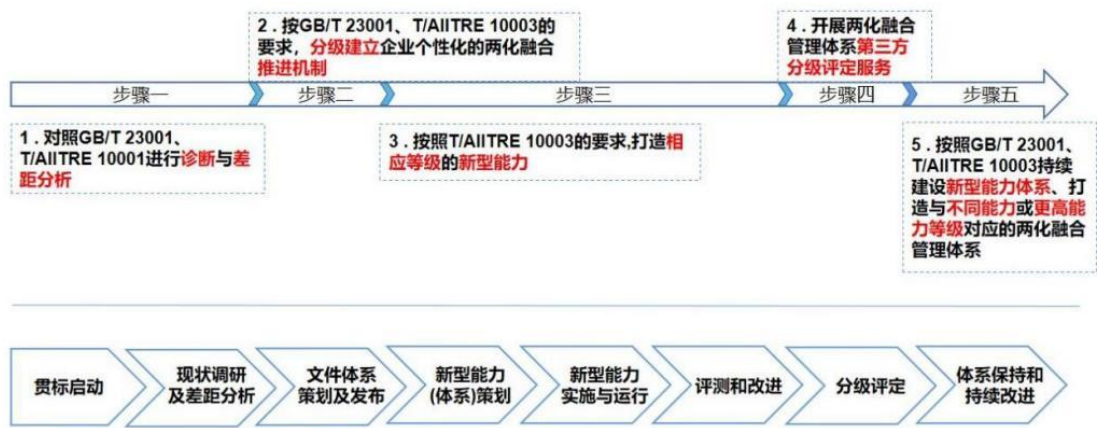 2 . 按GB/T 23001、T/AIITRE 10003的
要求，分级建立企业个性化的两化融合
推进机制
4 . 开展两化融合
管理体系第三方
分级评定服务
步骤一
步骤二
步骤三
步骤四
步骤五
1 . 对照GB/T 23001、
T/AIITRE 10001进行诊断与差
距分析
3 . 按照T/AIITRE 10003的要求,打造相
应等级的新型能力
5 . 按照GB/T 23001、
T/AIITRE 10003持续
建设新型能力体系、打
造与不同能力或更高能
力等级对应的两化融合
管理体系
贯标启动
现状调研
及差距分析
文件体系
策划及发布
新型能力
(体系)策划
新型能力
实施与运行
评测和改进
分级评定
体系保持和
持续改进